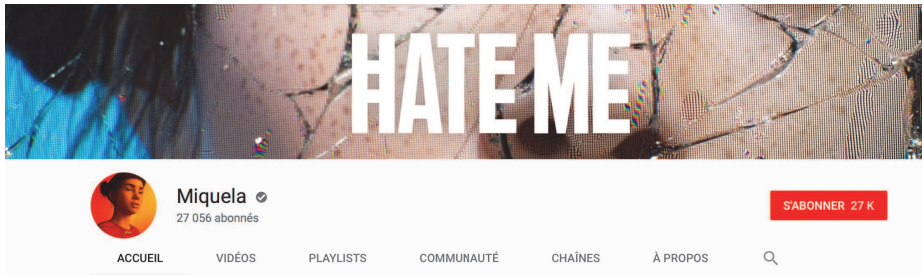 HATE ME
Miquela
27 056 abonnés
S'ABONNER 27 K
ACCUEIL VIDÉOS PLAYLISTS COMMUNAUTÉ CHAÎNES À PROPOS